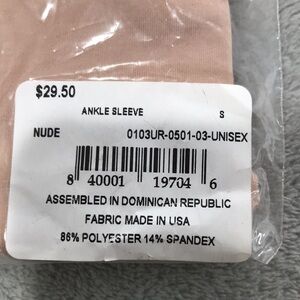 $29.50
ANKLE SLEEVE S
NUDE 0103UR-0501-03-UNISEX
8 40001 19704 6
ASSEMBLED IN DOMINICAN REPUBLIC
FABRIC MADE IN USA
86% POLYESTER 14% SPANDEX